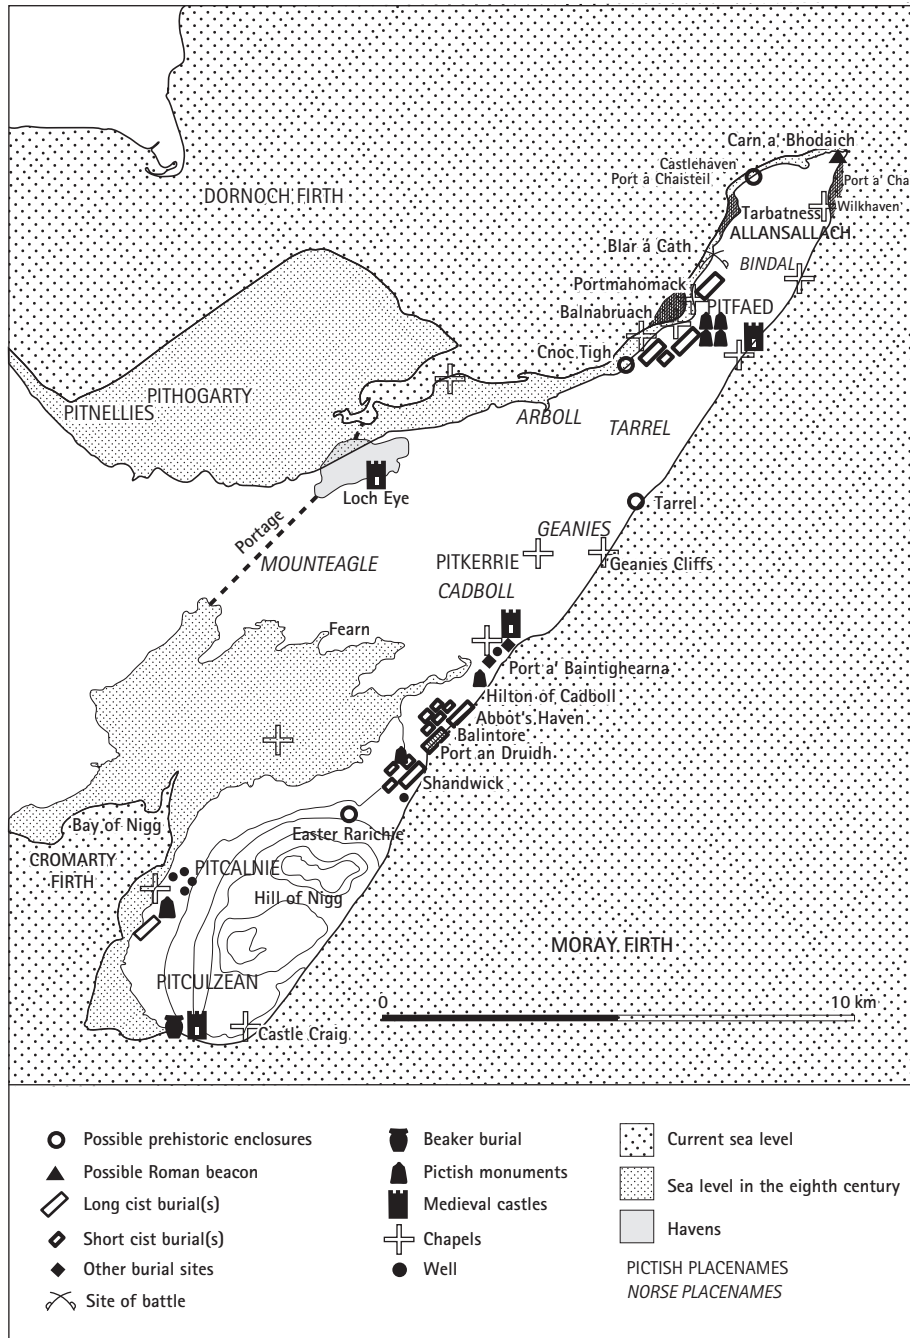 Carn a' Bhodaich
Castlehaven
Port à Chaisteil
Port a' Cha
Wilkhaven
DORNOCH FIRTH
Tarbatness
ALLANSALLACH
Blar á Cath
BINDAL
Portmahomack
Balnabruach
PITFAED
Cnoc Tigh
PITHOGARTY
PITNELLIES
ARBOLL
TARREL
Loch Eye
Tarrel
Portage
GEANIES
MOUNTEAGLE
PITKERRIE
Geanies Cliffs
CADBOLL
Fearn
Port a' Baintighearna
Hilton of Cadboll
Abbot's Haven
Balintore
Port an Druidh
Shandwick
Bay of Nigg
Easter Rarichie
CROMARTY
FIRTH
PITCALNIE
Hill of Nigg
MORAY FIRTH
PITCULZEAN
0 10 km
Castle Craig
Possible prehistoric enclosures
Possible Roman beacon
Long cist burial(s)
Short cist burial(s)
Other burial sites
Site of battle
Beaker burial
Pictish monuments
Medieval castles
Chapels
Well
Current sea level
Sea level in the eighth century
Havens
PICTISH PLACENAMES
NORSE PLACENAMES